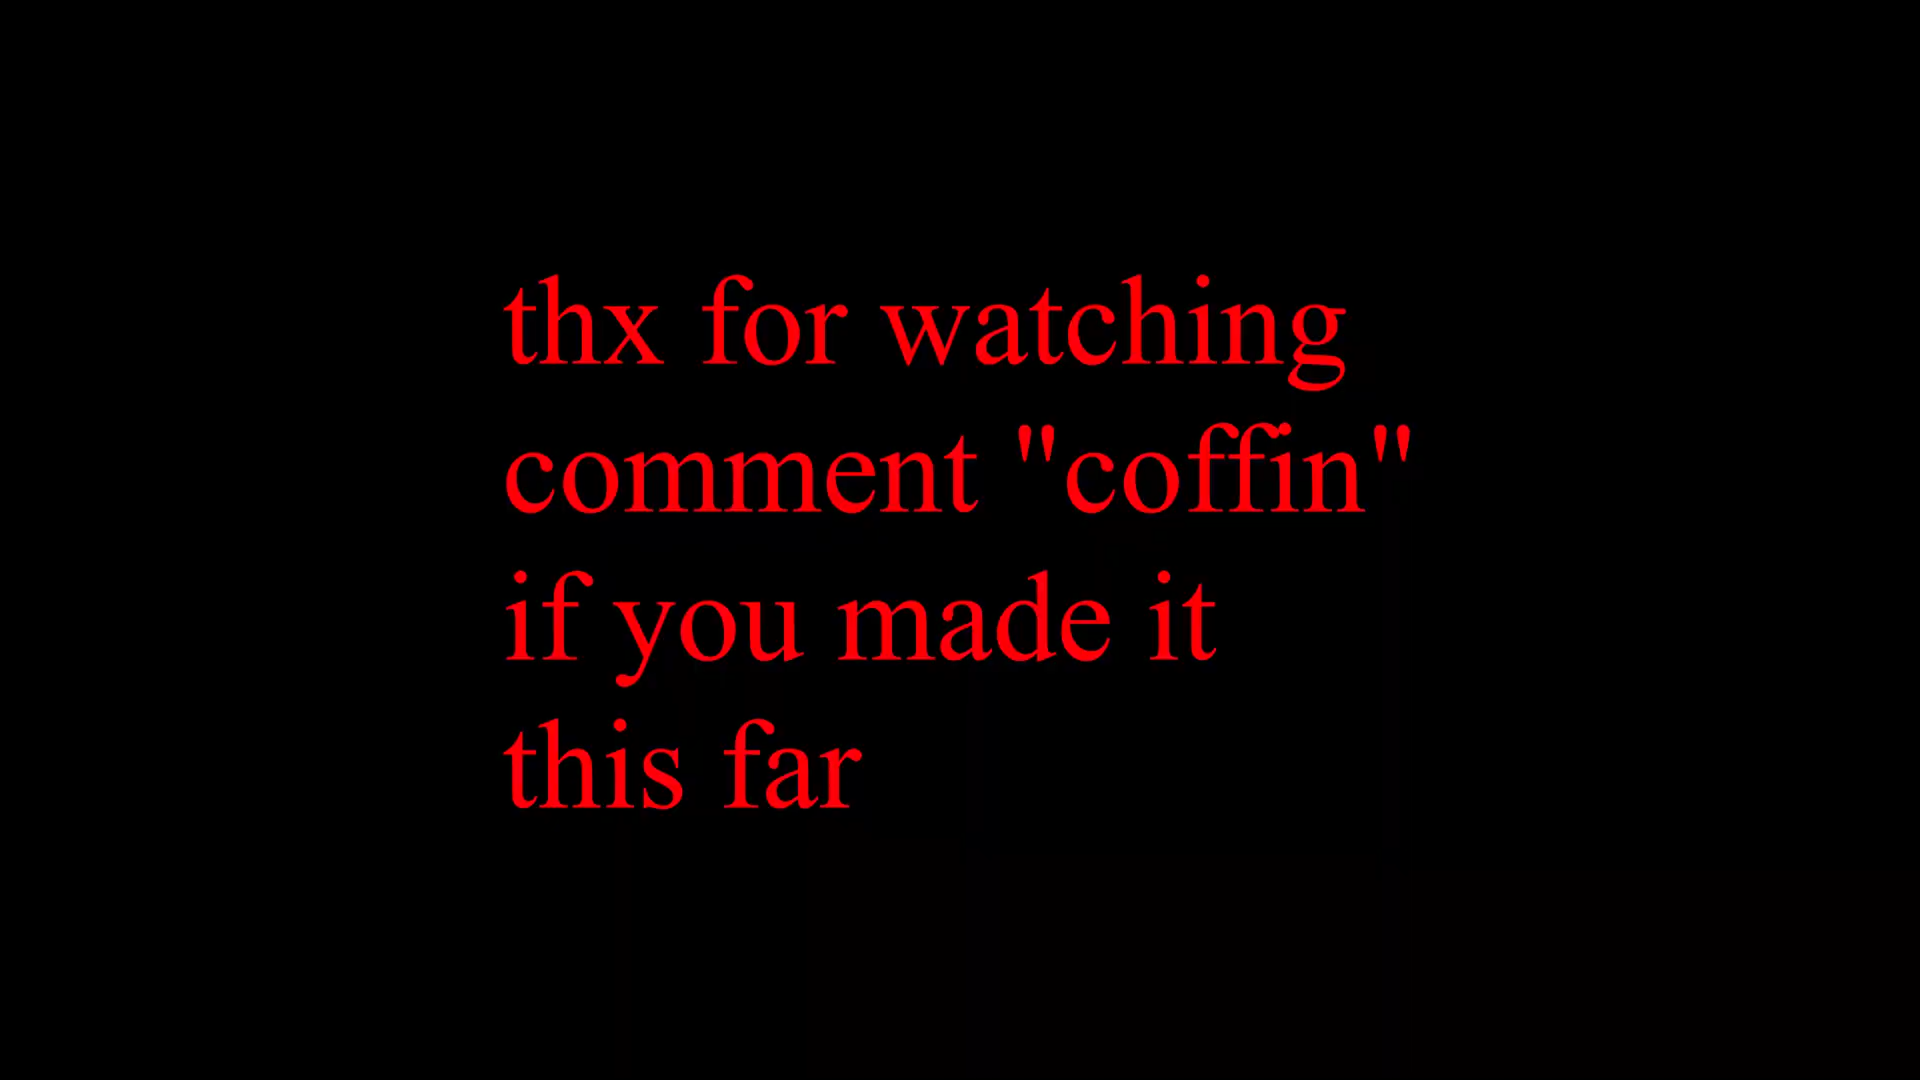 thx for watching
comment "coffin"
if you made it
this far